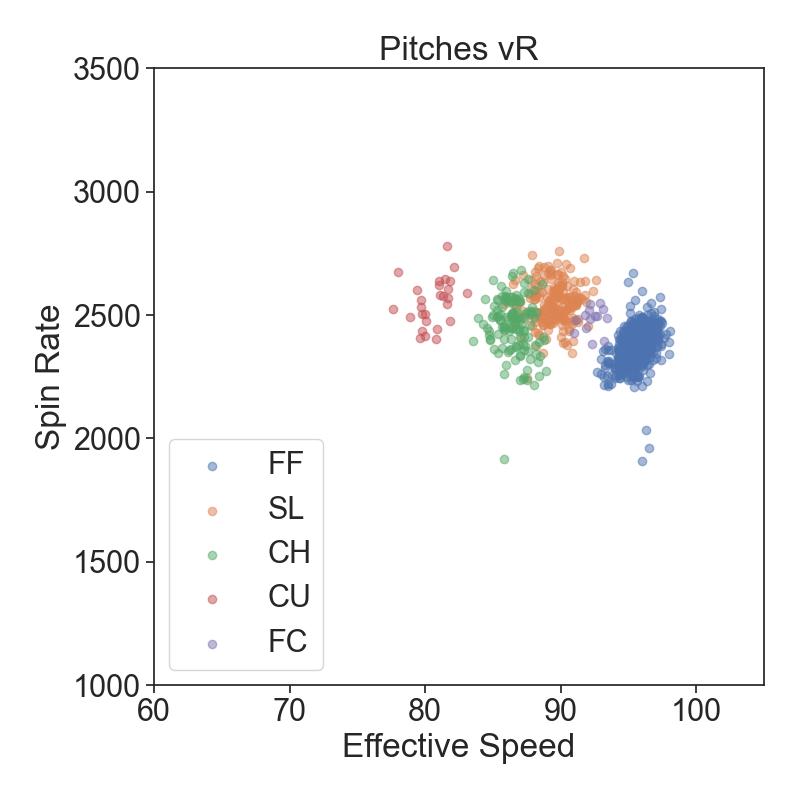 Pitches vR
3500
3000
2500
2000
1500
1000
Spin Rate
FF
SL
CH
CU
FC
60 70 80 90 100
Effective Speed